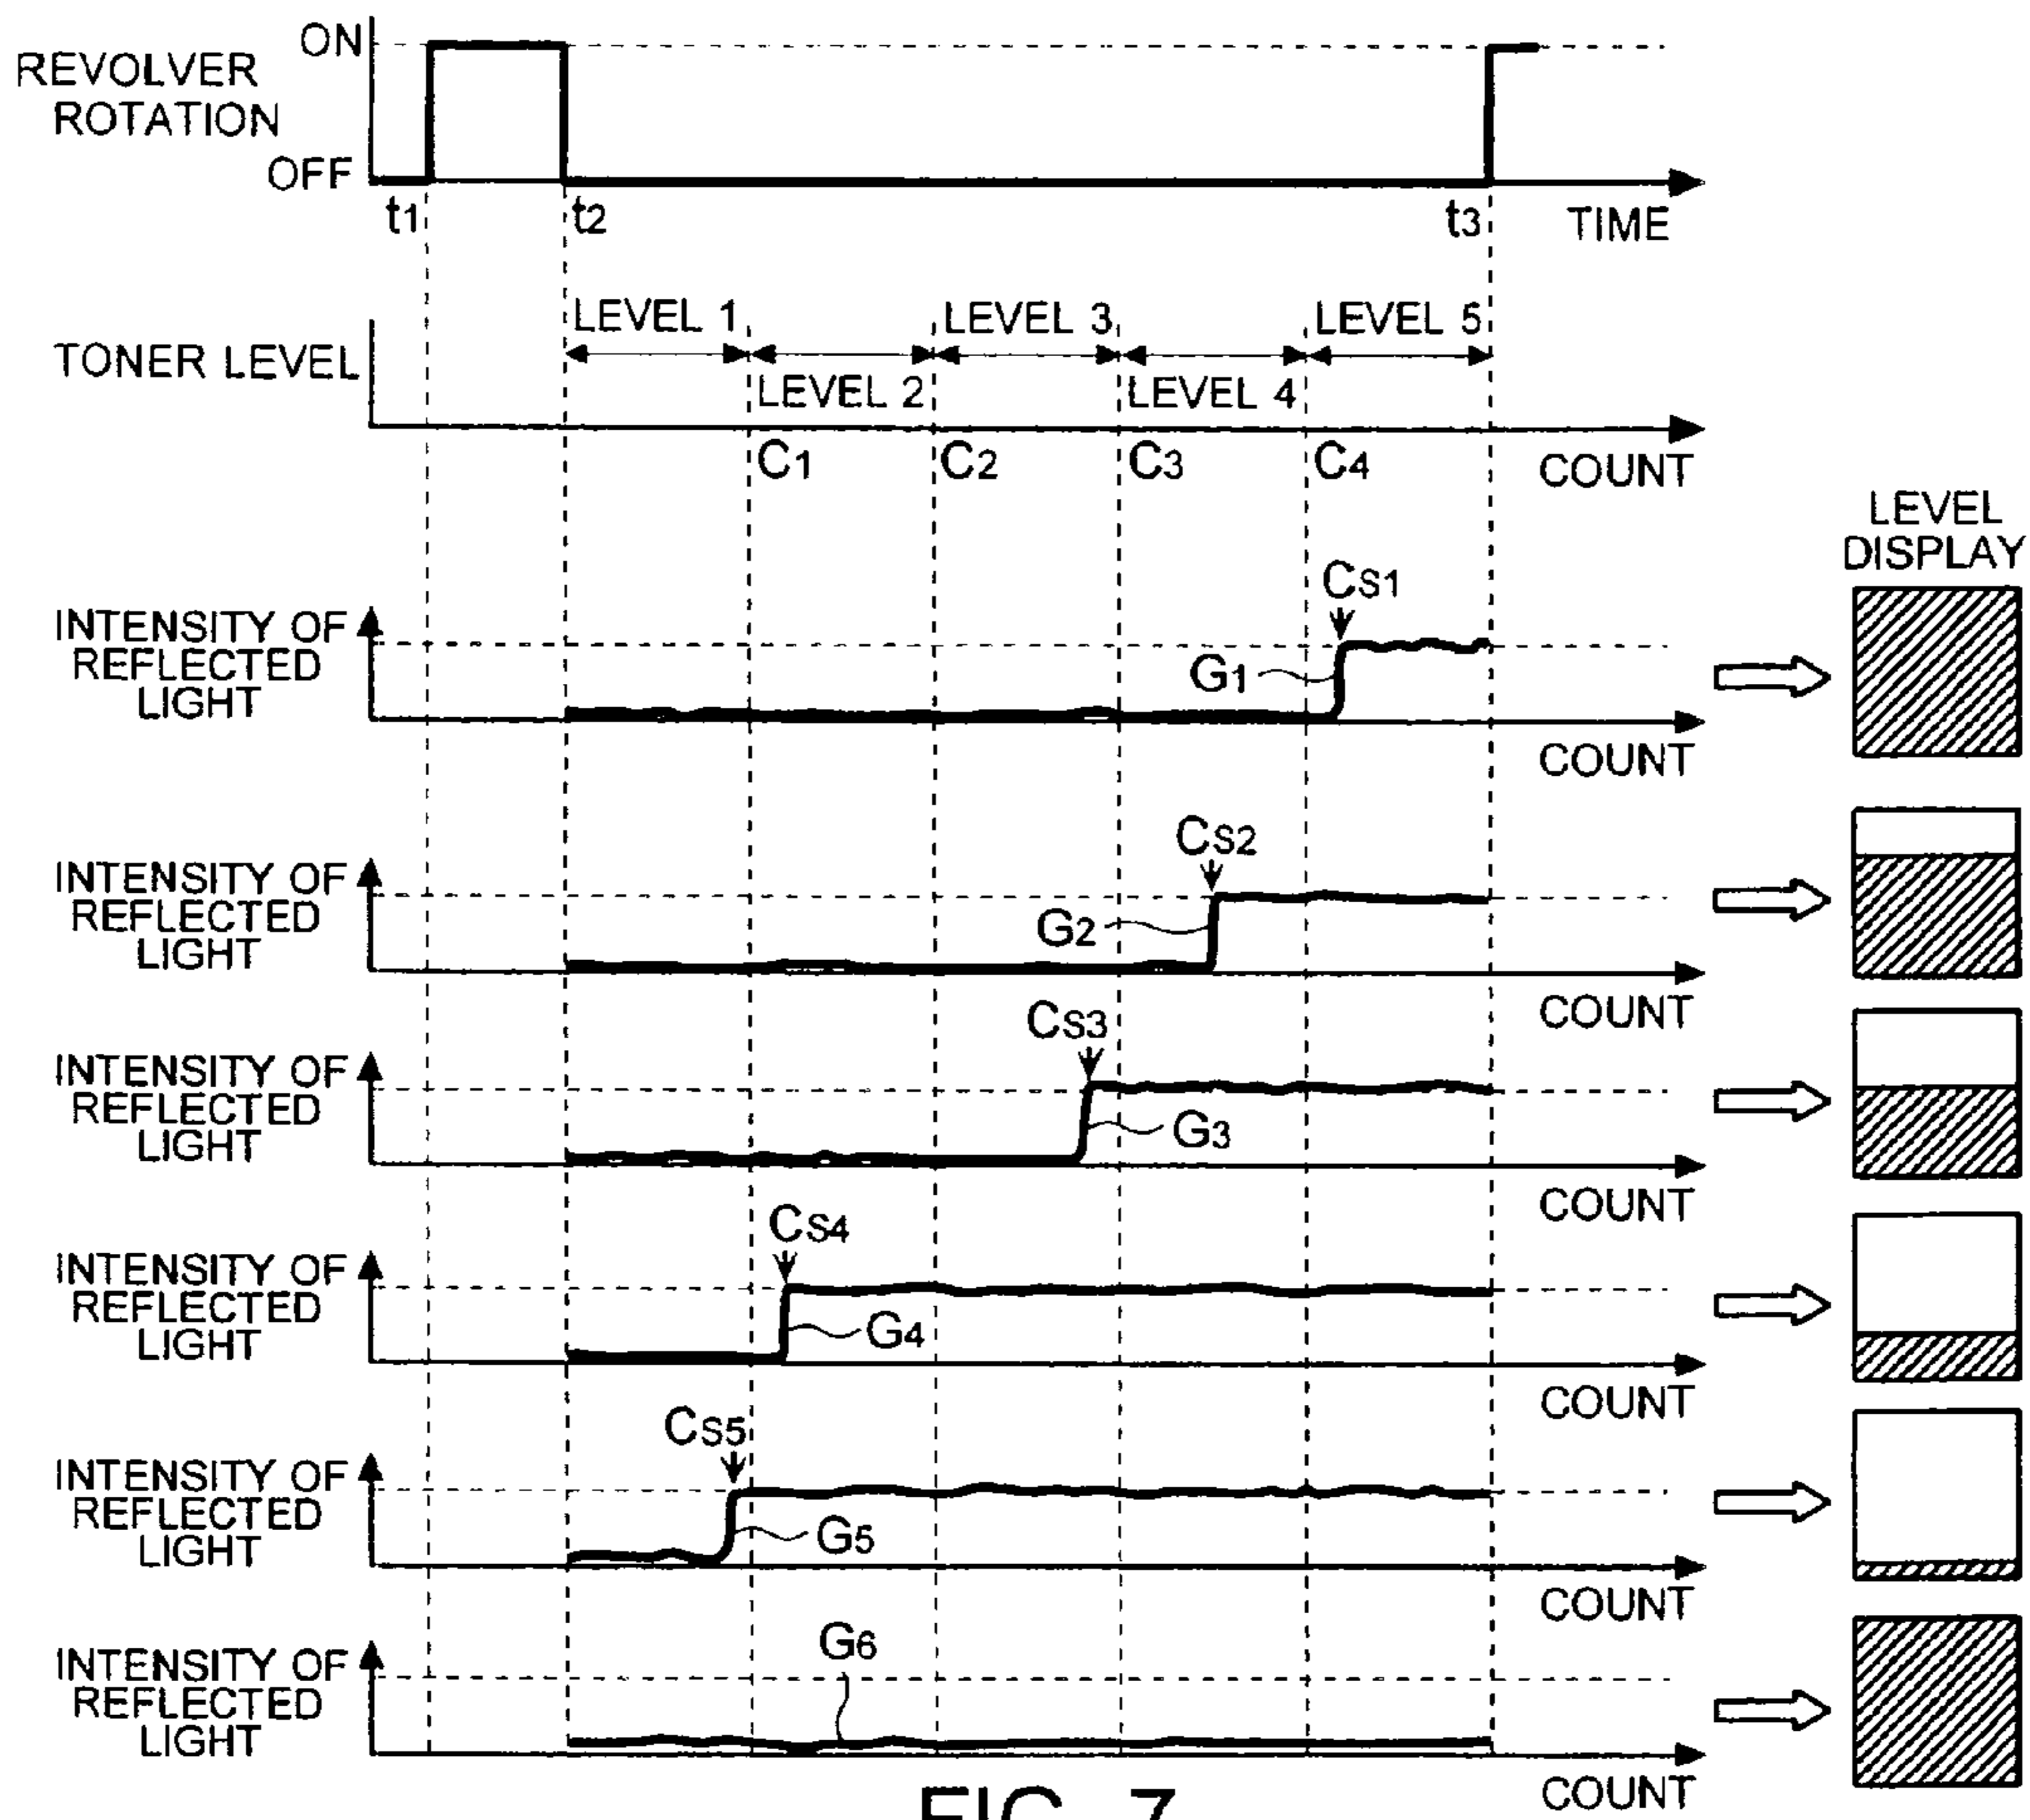 ON
REVOLVER
ROTATION
OFF
t1
t2
t3
TIME
LEVEL 1
LEVEL 3
LEVEL 5
TONER LEVEL
LEVEL 2
LEVEL 4
C1
C2
C3
C4
COUNT
LEVEL
DISPLAY
CS1
INTENSITY OF
REFLECTED
LIGHT
G1
COUNT
CS2
INTENSITY OF
REFLECTED
LIGHT
G2
COUNT
CS3
INTENSITY OF
REFLECTED
LIGHT
G3
COUNT
CS4
INTENSITY OF
REFLECTED
LIGHT
G4
COUNT
CS5
INTENSITY OF
REFLECTED
LIGHT
G5
COUNT
G6
INTENSITY OF
REFLECTED
LIGHT
COUNT
FIG. 7